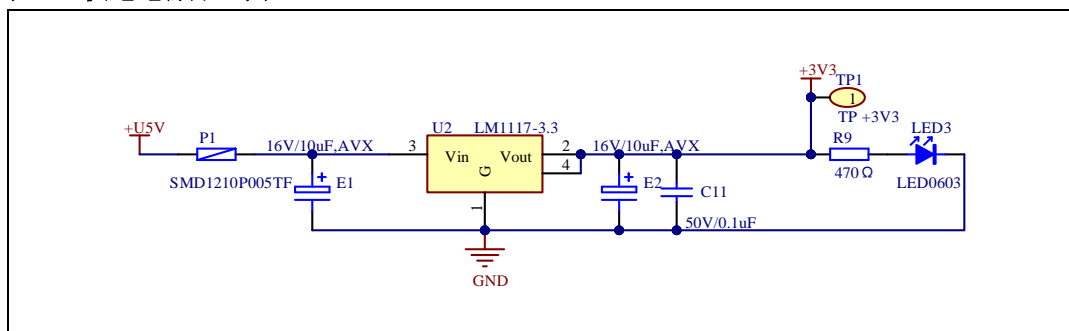 +3V3
TP1
1
TP +3V3
+U5V
P1
16V/10uF,AVX
SMD1210P005TF
E1
+
U2
LM1117-3.3
3
Vin
Vout
2
4
G
1
16V/10uF,AVX
+
E2
C11
50V/0.1uF
R9
470Ω
LED3
LED0603
GND